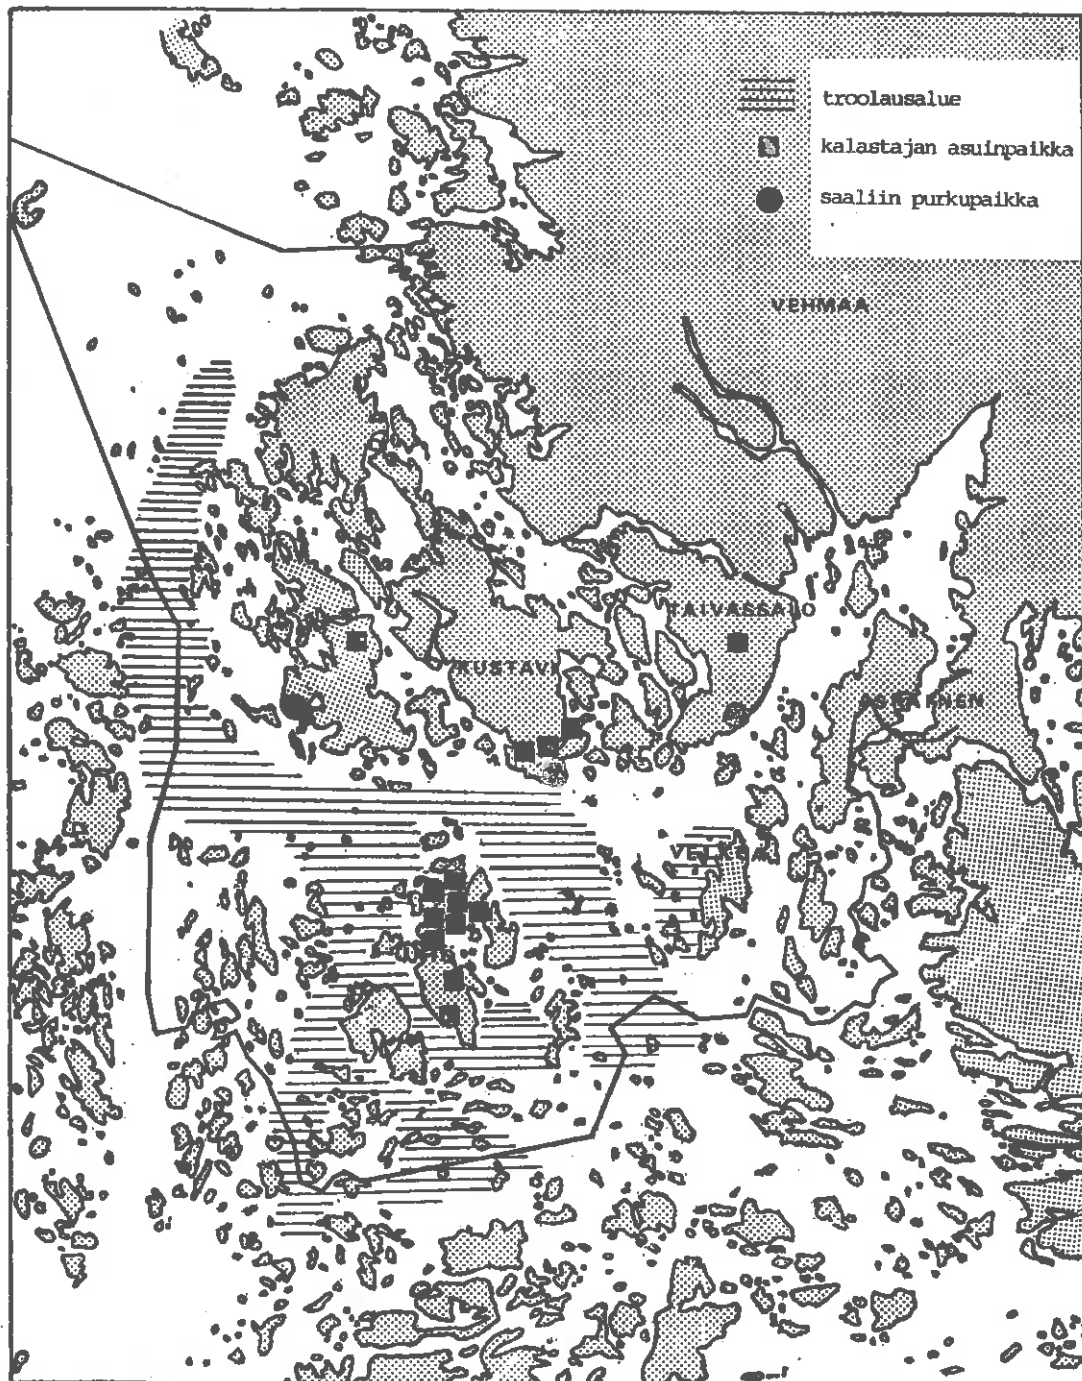 troolausalue
kalastajan asuinpaikka
saaliin purkupaikka
VEHMAA
TAIVASSALO
KUSTAVI